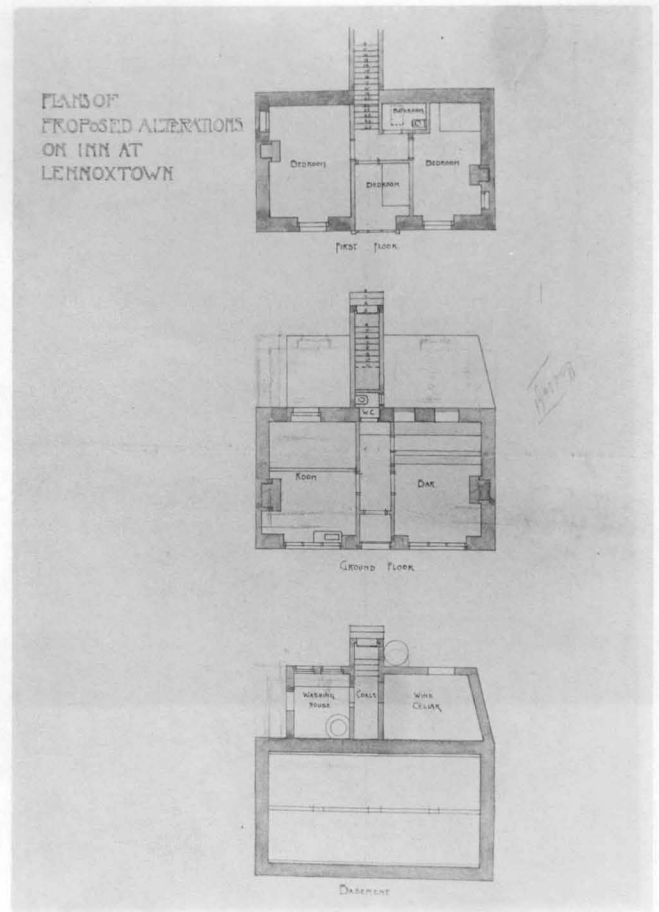 PLANS OF
PROPOSED ALTERATIONS
ON INN AT
LENNOXTOWN
BATHROOM
BEDROOM
BEDROOM
BEDROOM
FIRST FLOOR
W.C.
ROOM
BAR
GROUND FLOOR
WASHING
HOUSE
COALS
WINE
CELLAR
BASEMENT